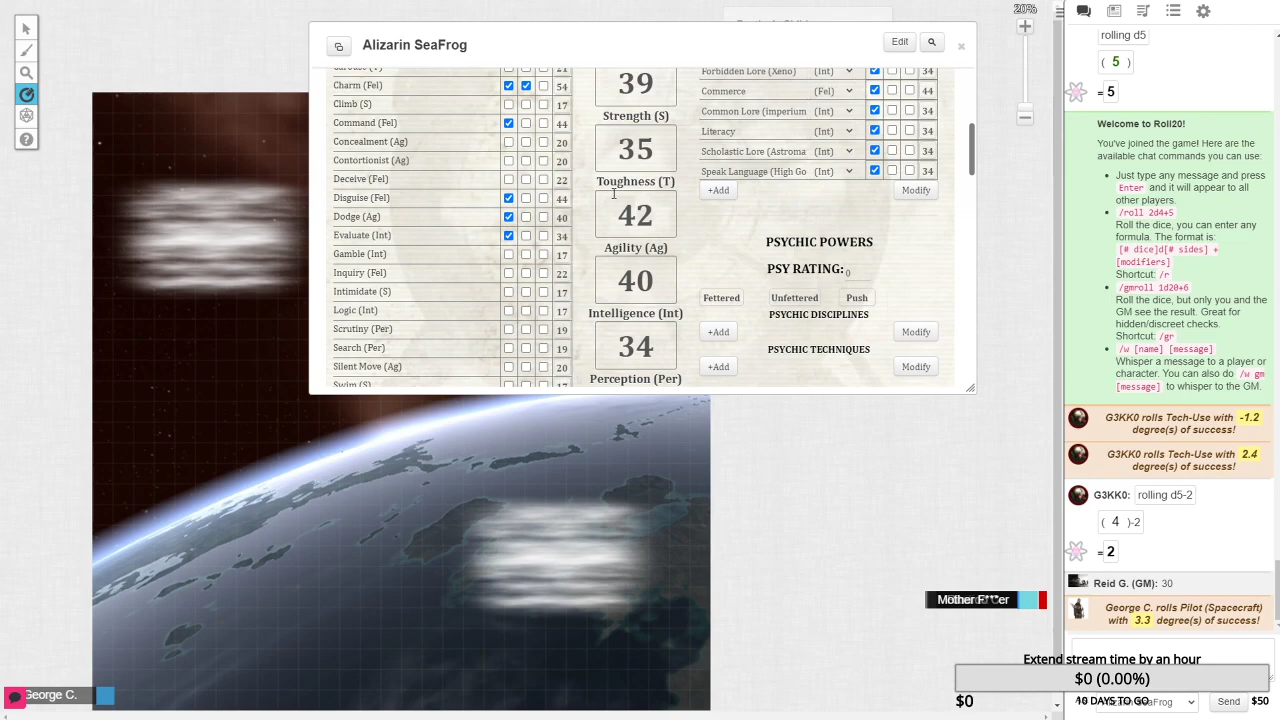 20%
Alizarin SeaFrog
Edit
Charm (Fel) 54
Climb (S) 17
Command (Fel) 44
Concealment (Ag) 20
Contortionist (Ag) 20
Deceive (Fel) 22
Disguise (Fel) 44
Dodge (Ag) 40
Evaluate (Int) 34
Gamble (Int) 17
Inquiry (Fel) 22
Intimidate (S) 17
Logic (Int) 17
Scrutiny (Per) 19
Search (Per) 19
Silent Move (Ag) 20
Swim (S) 17
39
Strength (S)
35
Toughness (T)
42
Agility (Ag)
40
Intelligence (Int)
34
Perception (Per)
Forbidden Lore (Xeno) (Int) 34
Commerce (Fel) 44
Common Lore (imperium (Int) 34
Literacy (Int) 34
Scholastic Lore (Astroma (Int) 34
Speak Language (High Go (Int) 34
+Add Modify
PSYCHIC POWERS
PSY RATING: 0
Fettered Unfettered Push
PSYCHIC DISCIPLINES
+Add Modify
PSYCHIC TECHNIQUES
+Add Modify
rolling d5
( 5 )
= 5
Welcome to Roll20!
You've joined the game! Here are the
available chat commands you can use:
Just type any message and press
Enter and it will appear to all
other players.
/roll 2d4+5
Roll the dice, you can enter any
formula. The format is:
[# dice]d[# sides] +
[modifiers]
Shortcut: /r
/gmroll 1d20+6
Roll the dice, but only you and the
GM see the result. Great for
hidden/discreet checks.
Shortcut: /gr
/w [name] [message]
Whisper a message to a player or
character. You can also do /w gm
[message] to whisper to the GM.
G3KK0 rolls Tech-Use with -1.2
degree(s) of success!
G3KK0 rolls Tech-Use with 2.4
degree(s) of success!
G3KK0: rolling d5-2
( 4 )-2
= 2
Reid G. (GM): 30
George C. rolls Pilot (Spacecraft)
with 3.3 degree(s) of success!
Mother F***er
Extend stream time by an hour
$0 (0.00%)
$0
DAYS TO GO
$50
SeaFrog
Send
George C.